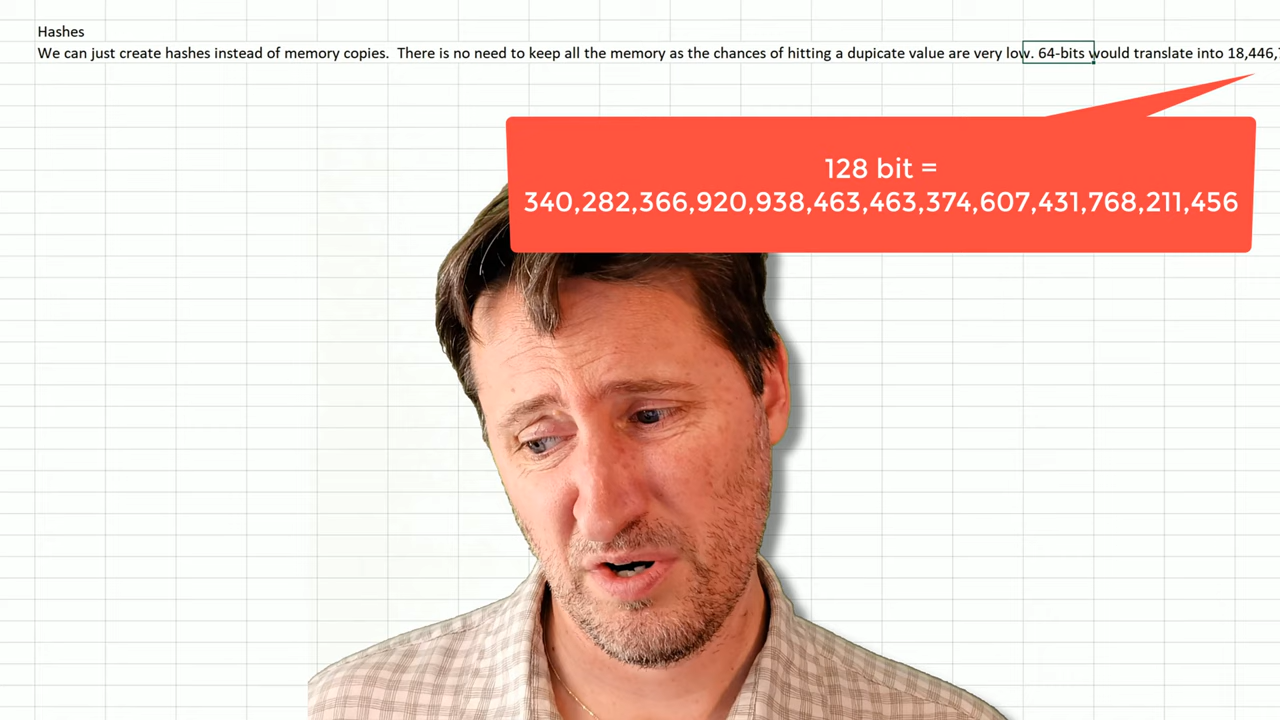 Hashes
We can just create hashes instead of memory copies.  There is no need to keep all the memory as the chances of hitting a dupicate value are very low. 64-bits would translate into 18,446,
128 bit =
340,282,366,920,938,463,463,374,607,431,768,211,456